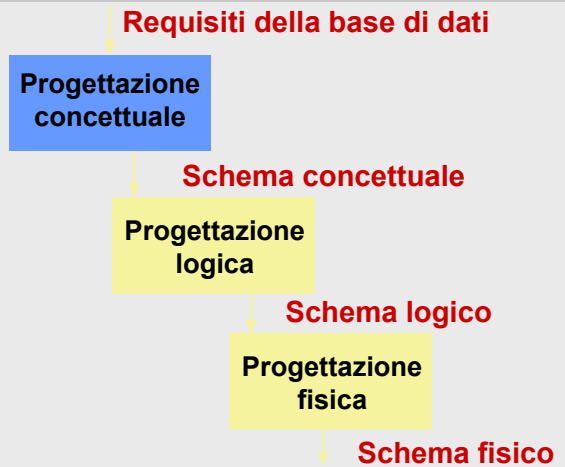 Requisiti della base di dati
Progettazione
concettuale
Schema concettuale
Progettazione
logica
Schema logico
Progettazione
fisica
Schema fisico